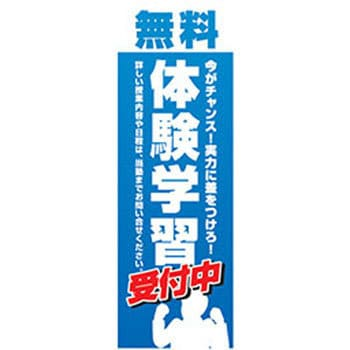 無料
今がチャンス!実力に差をつけろ!
体験学習
詳しい授業内容や日程は、当塾までお問い合せください。
受付中